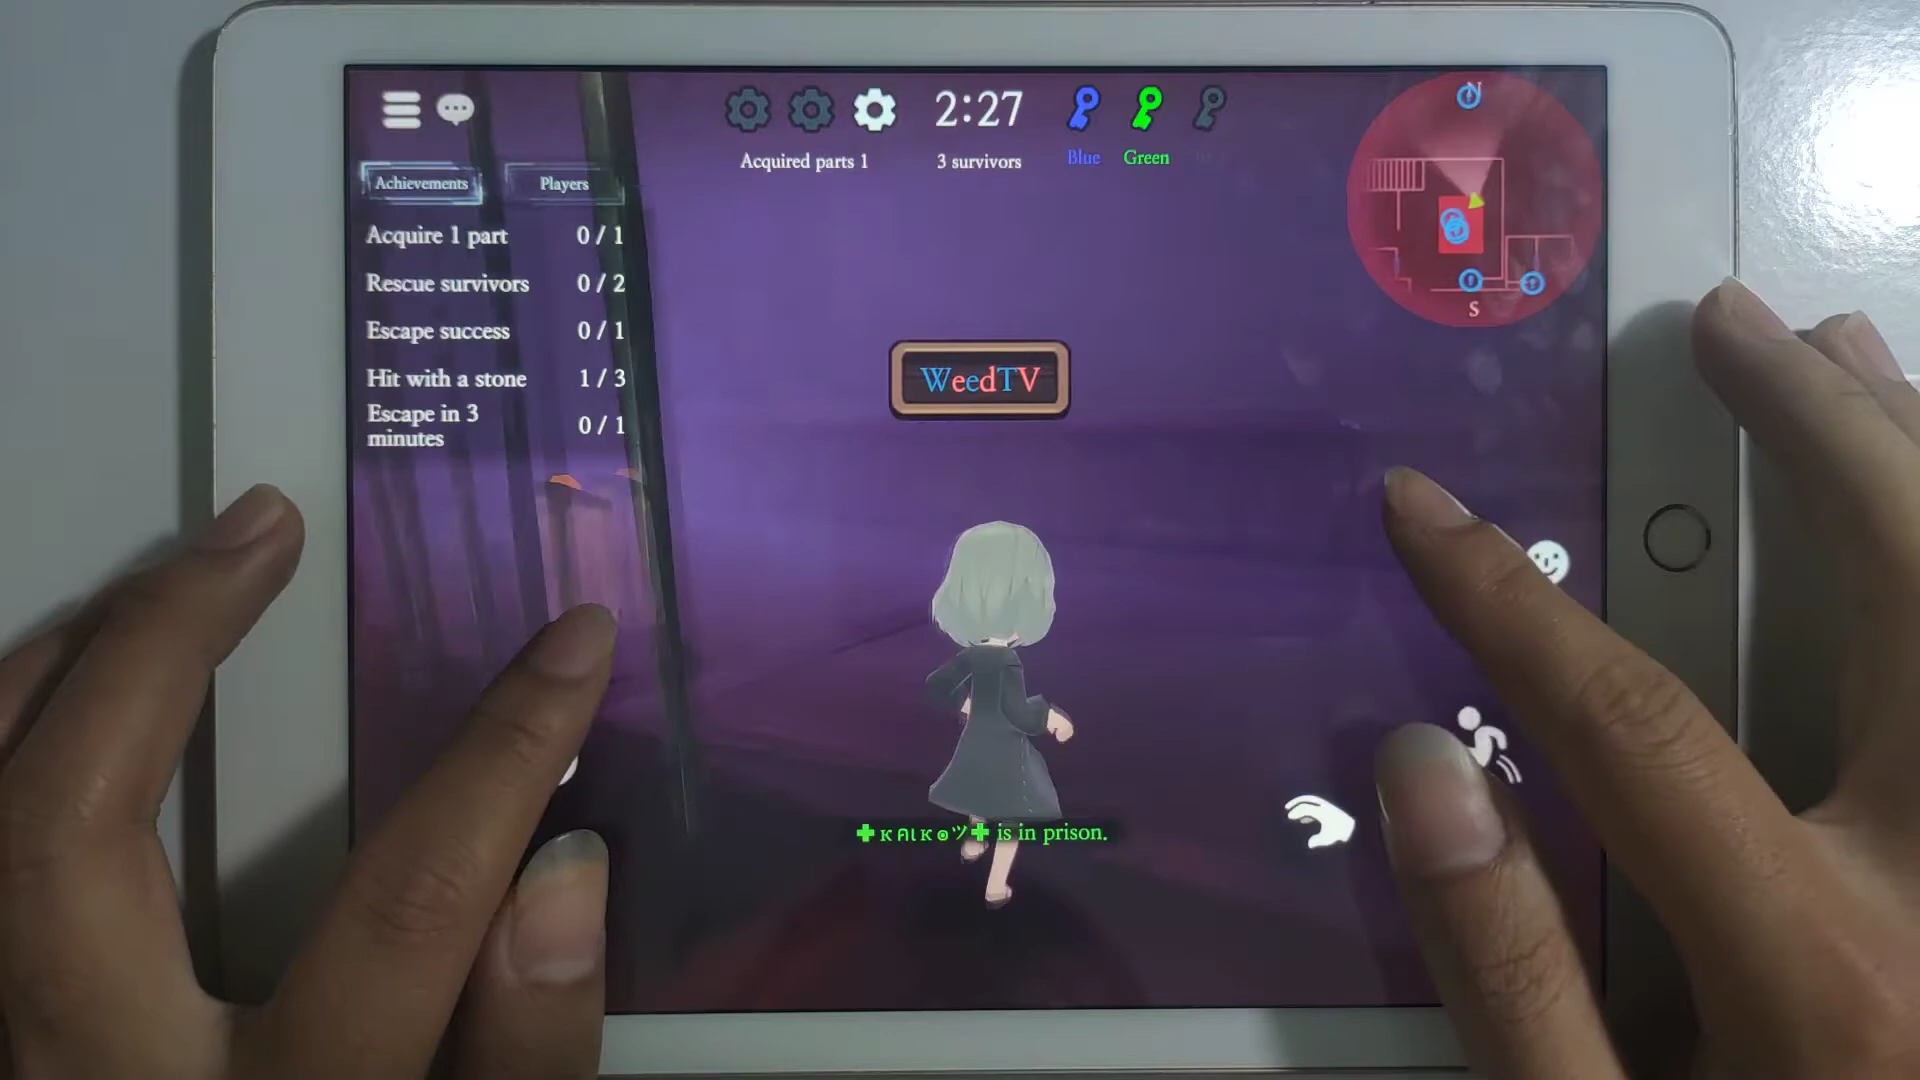 2:27
Acquired parts 1
3 survivors
Blue
Green
N
S
Achievements
Players
Acquire 1 part 0 / 1
Rescue survivors 0 / 2
Escape success 0 / 1
Hit with a stone 1 / 3
Escape in 3
minutes 0 / 1
WeedTV
is in prison.